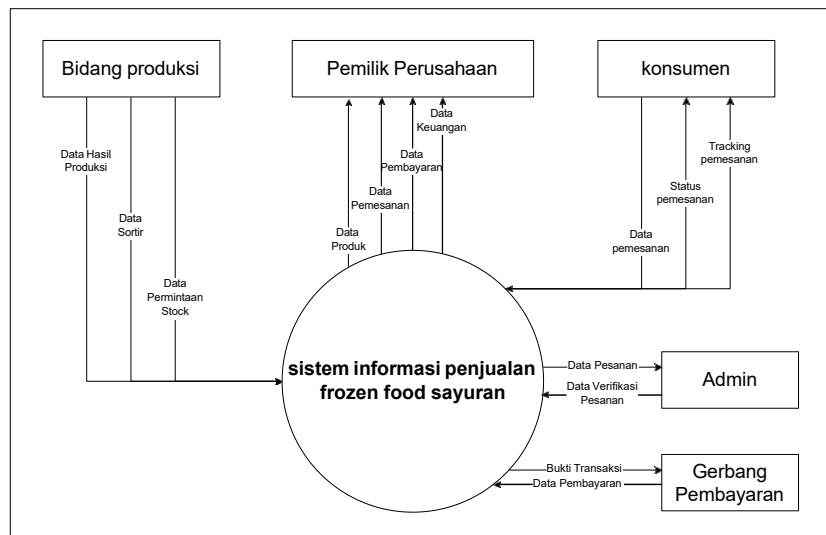 Bidang produksi
Pemilik Perusahaan
konsumen
Data Hasil
Produksi
Data
Sortir
Data
Permintaan
Stock
Data
Produk
Data
Pemesanan
Data
Pembayaran
Data
Keuangan
Data
pemesanan
Status
pemesanan
Tracking
pemesanan
sistem informasi penjualan
frozen food sayuran
Data Pesanan
Data Verifikasi
Pesanan
Admin
Bukti Transaksi
Data Pembayaran
Gerbang
Pembayaran